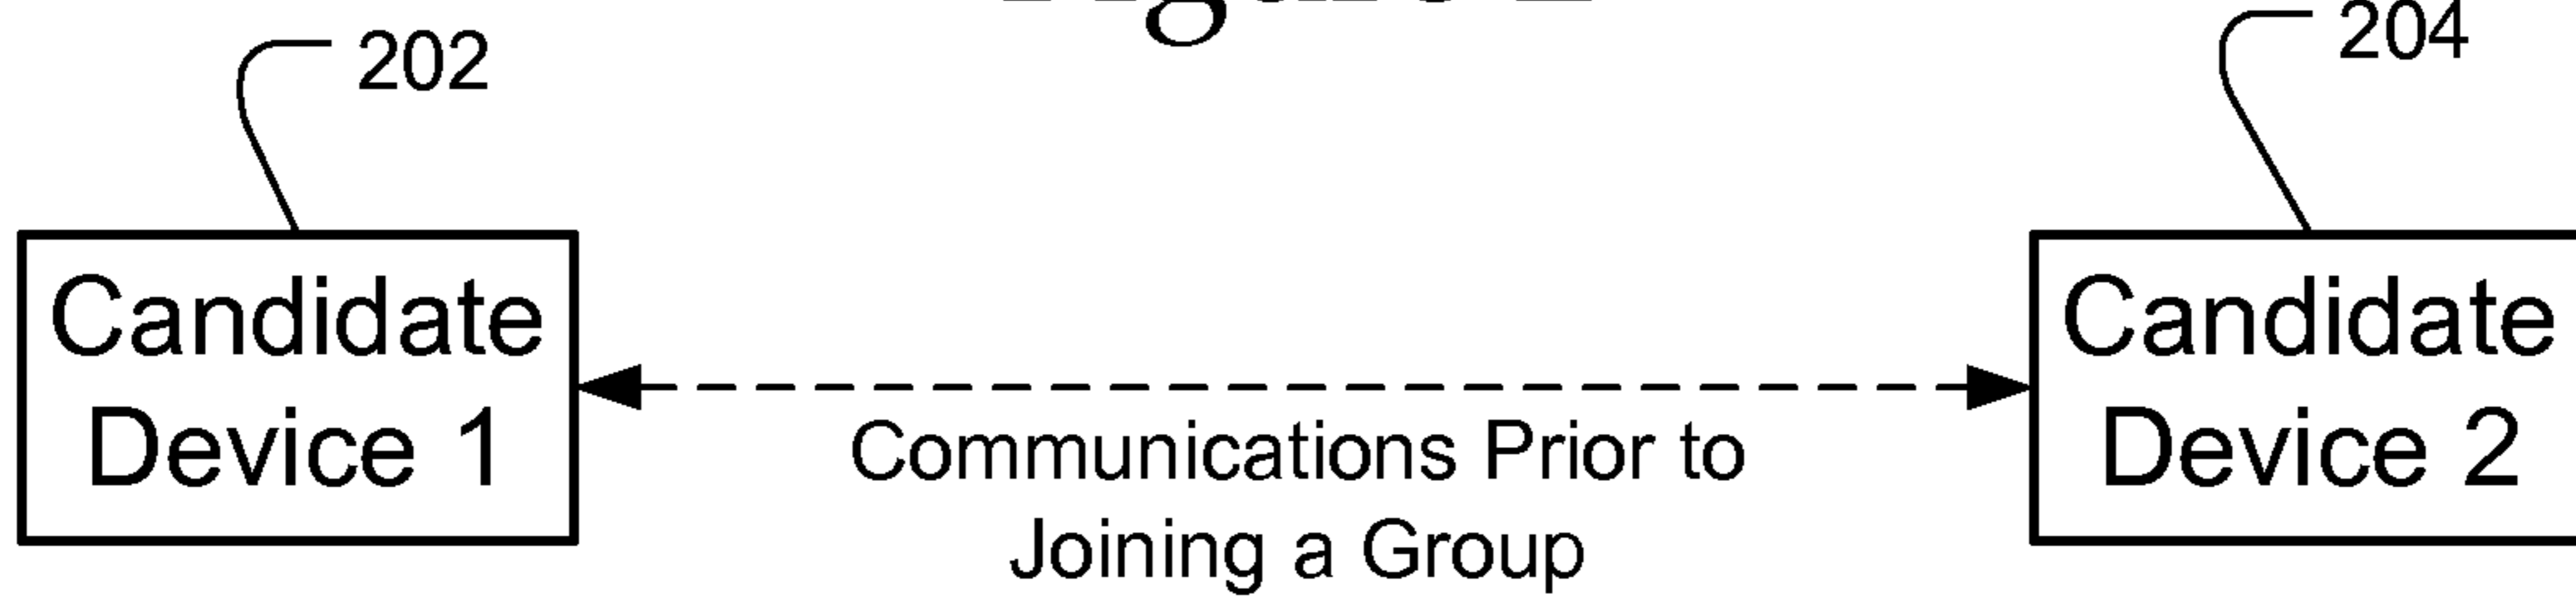 202
204
Candidate
Device 1
Candidate
Device 2
Communications Prior to
Joining a Group